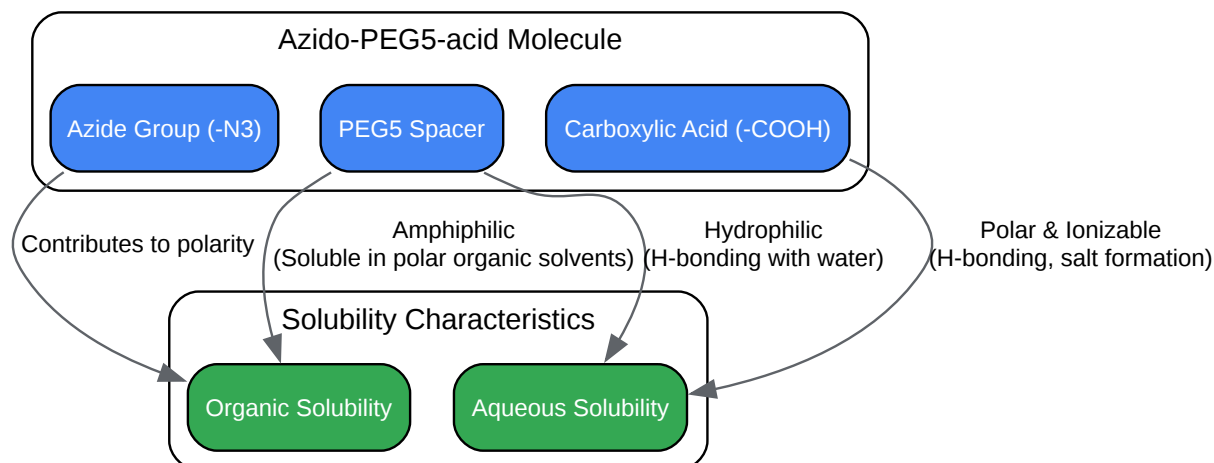 Azido-PEG5-acid Molecule
Azide Group (-N3)
PEG5 Spacer
Carboxylic Acid (-COOH)
Contributes to polarity
Amphiphilic
(Soluble in polar organic solvents)
Hydrophilic
(H-bonding with water)
Polar & Ionizable
(H-bonding, salt formation)
Solubility Characteristics
Organic Solubility
Aqueous Solubility